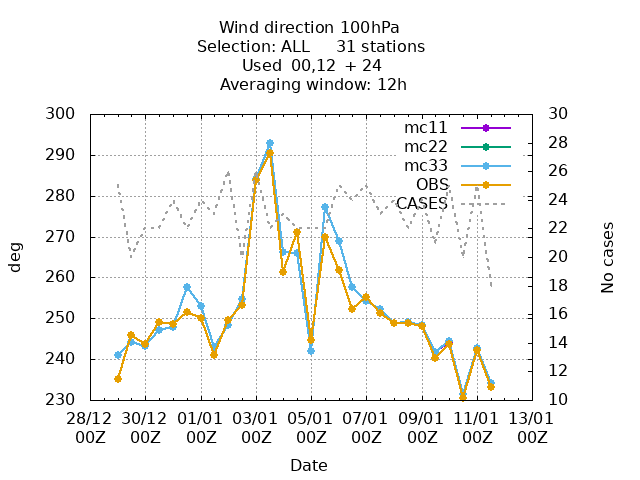 Wind direction 100hPa
Selection: ALL 31 stations
Used 00,12 + 24
Averaging window: 12h
300
290
280
270
260
250
240
230
deg
30
28
26
24
22
20
18
16
14
12
10
No cases
mc11
mc22
mc33
OBS
CASES
28/12 30/12 01/01 03/01 05/01 07/01 09/01 11/01 13/01
00Z 00Z 00Z 00Z 00Z 00Z 00Z 00Z 00Z
Date